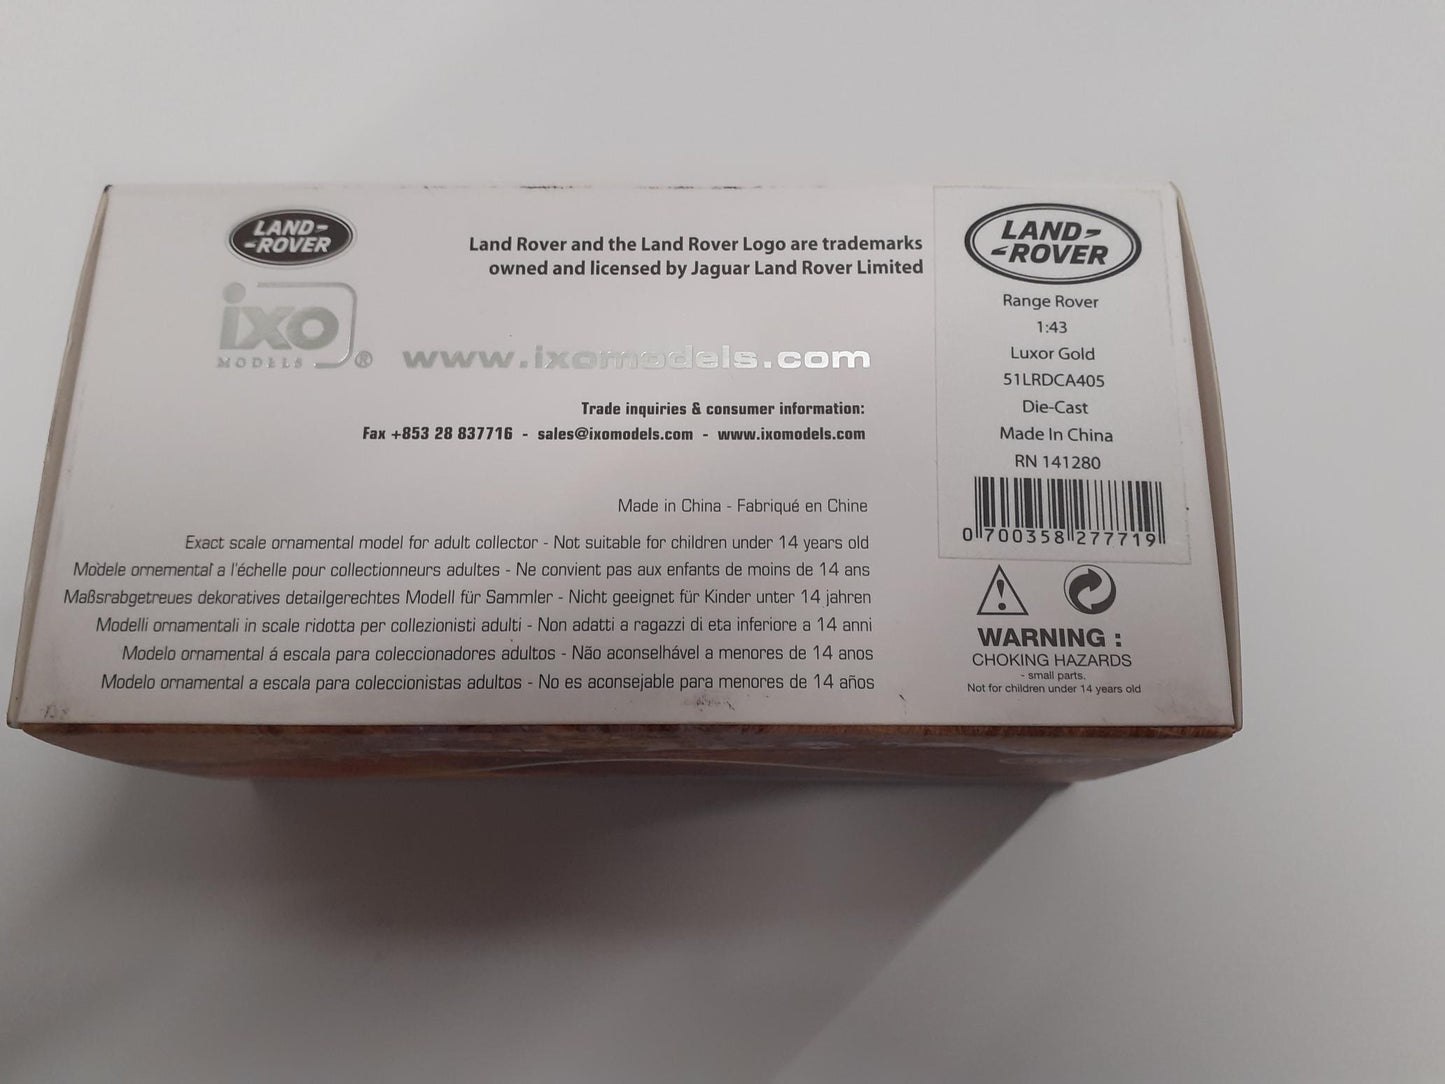 LAND-
-ROVER
ixo
MODELS ®
Land Rover and the Land Rover Logo are trademarks
owned and licensed by Jaguar Land Rover Limited
www.ixomodels.com
Trade inquiries & consumer information:
Fax +853 28 837716 - sales@ixomodels.com - www.ixomodels.com
Made in China - Fabriqué en Chine
Exact scale ornamental model for adult collector - Not suitable for children under 14 years old
Modele ornemental a l'échelle pour collectionneurs adultes - Ne convient pas aux enfants de moins de 14 ans
Maßsrabgetreues dekoratives detailgerechtes Modell für Sammler - Nicht geeignet für Kinder unter 14 jahren
Modelli ornamentali in scale ridotta per collezionisti adulti - Non adatti a ragazzi di eta inferiore a 14 anni
Modelo ornamental á escala para coleccionadores adultos - Não aconselhável a menores de 14 anos
Modelo ornamental a escala para coleccionistas adultos - No es aconsejable para menores de 14 años
LAND-
-ROVER
Range Rover
1:43
Luxor Gold
51LRDCA405
Die-Cast
Made In China
RN 141280
0 700358 277719
WARNING :
CHOKING HAZARDS
- small parts.
Not for children under 14 years old